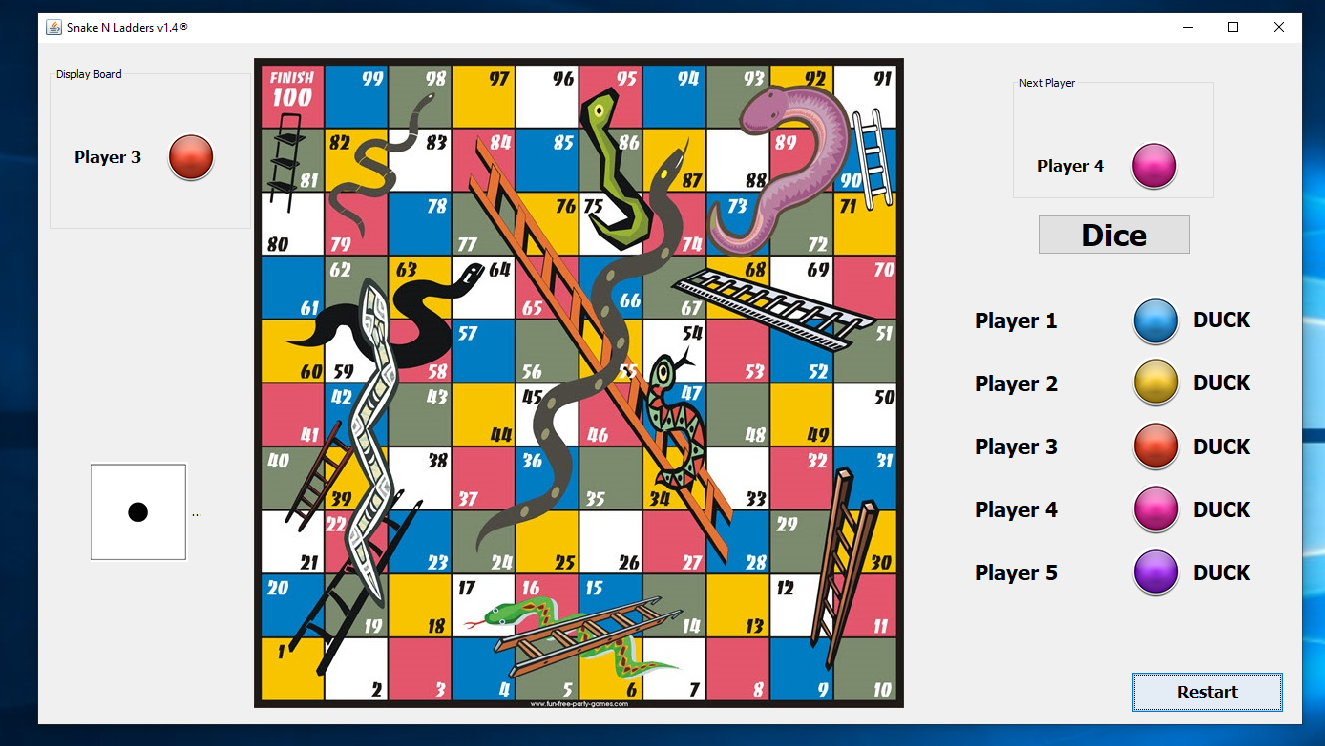 Snake N Ladders v1.4®
Display Board
Player 3
..
FINISH
100 99 98 97 96 95 94 93 92 91
81 82 83 84 85 86 87 88 89 90
80 79 78 77 76 75 74 73 72 71
61 62 63 64 65 66 67 68 69 70
60 59 58 57 56 55 54 53 52 51
41 42 43 44 45 46 47 48 49 50
40 39 38 37 36 35 34 33 32 31
21 22 23 24 25 26 27 28 29 30
20 19 18 17 16 15 14 13 12 11
1 2 3 4 5 6 7 8 9 10
www.fun-free-party-games.com
Next Player
Player 4
Dice
Player 1 DUCK
Player 2 DUCK
Player 3 DUCK
Player 4 DUCK
Player 5 DUCK
Restart